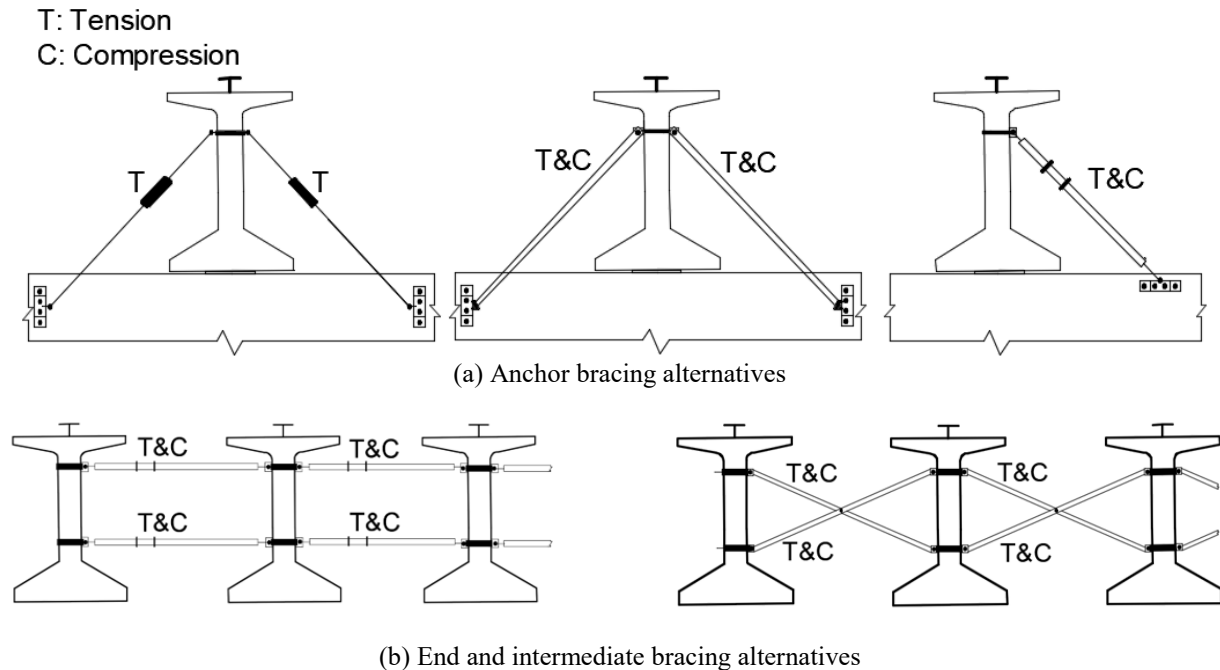 T: Tension
C: Compression
T
T
T&C
T&C
T&C
(a) Anchor bracing alternatives
T&C
T&C
T&C
T&C
T&C
T&C
T&C
T&C
(b) End and intermediate bracing alternatives